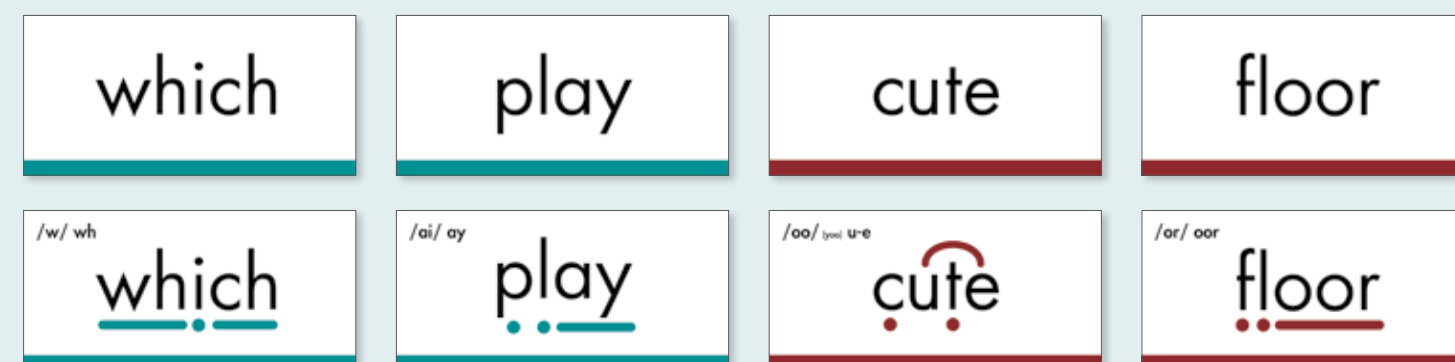 which play cute floor
/w/ wh /ai/ ay /oo/ (yoo) u-e /or/ oor
which play cute floor